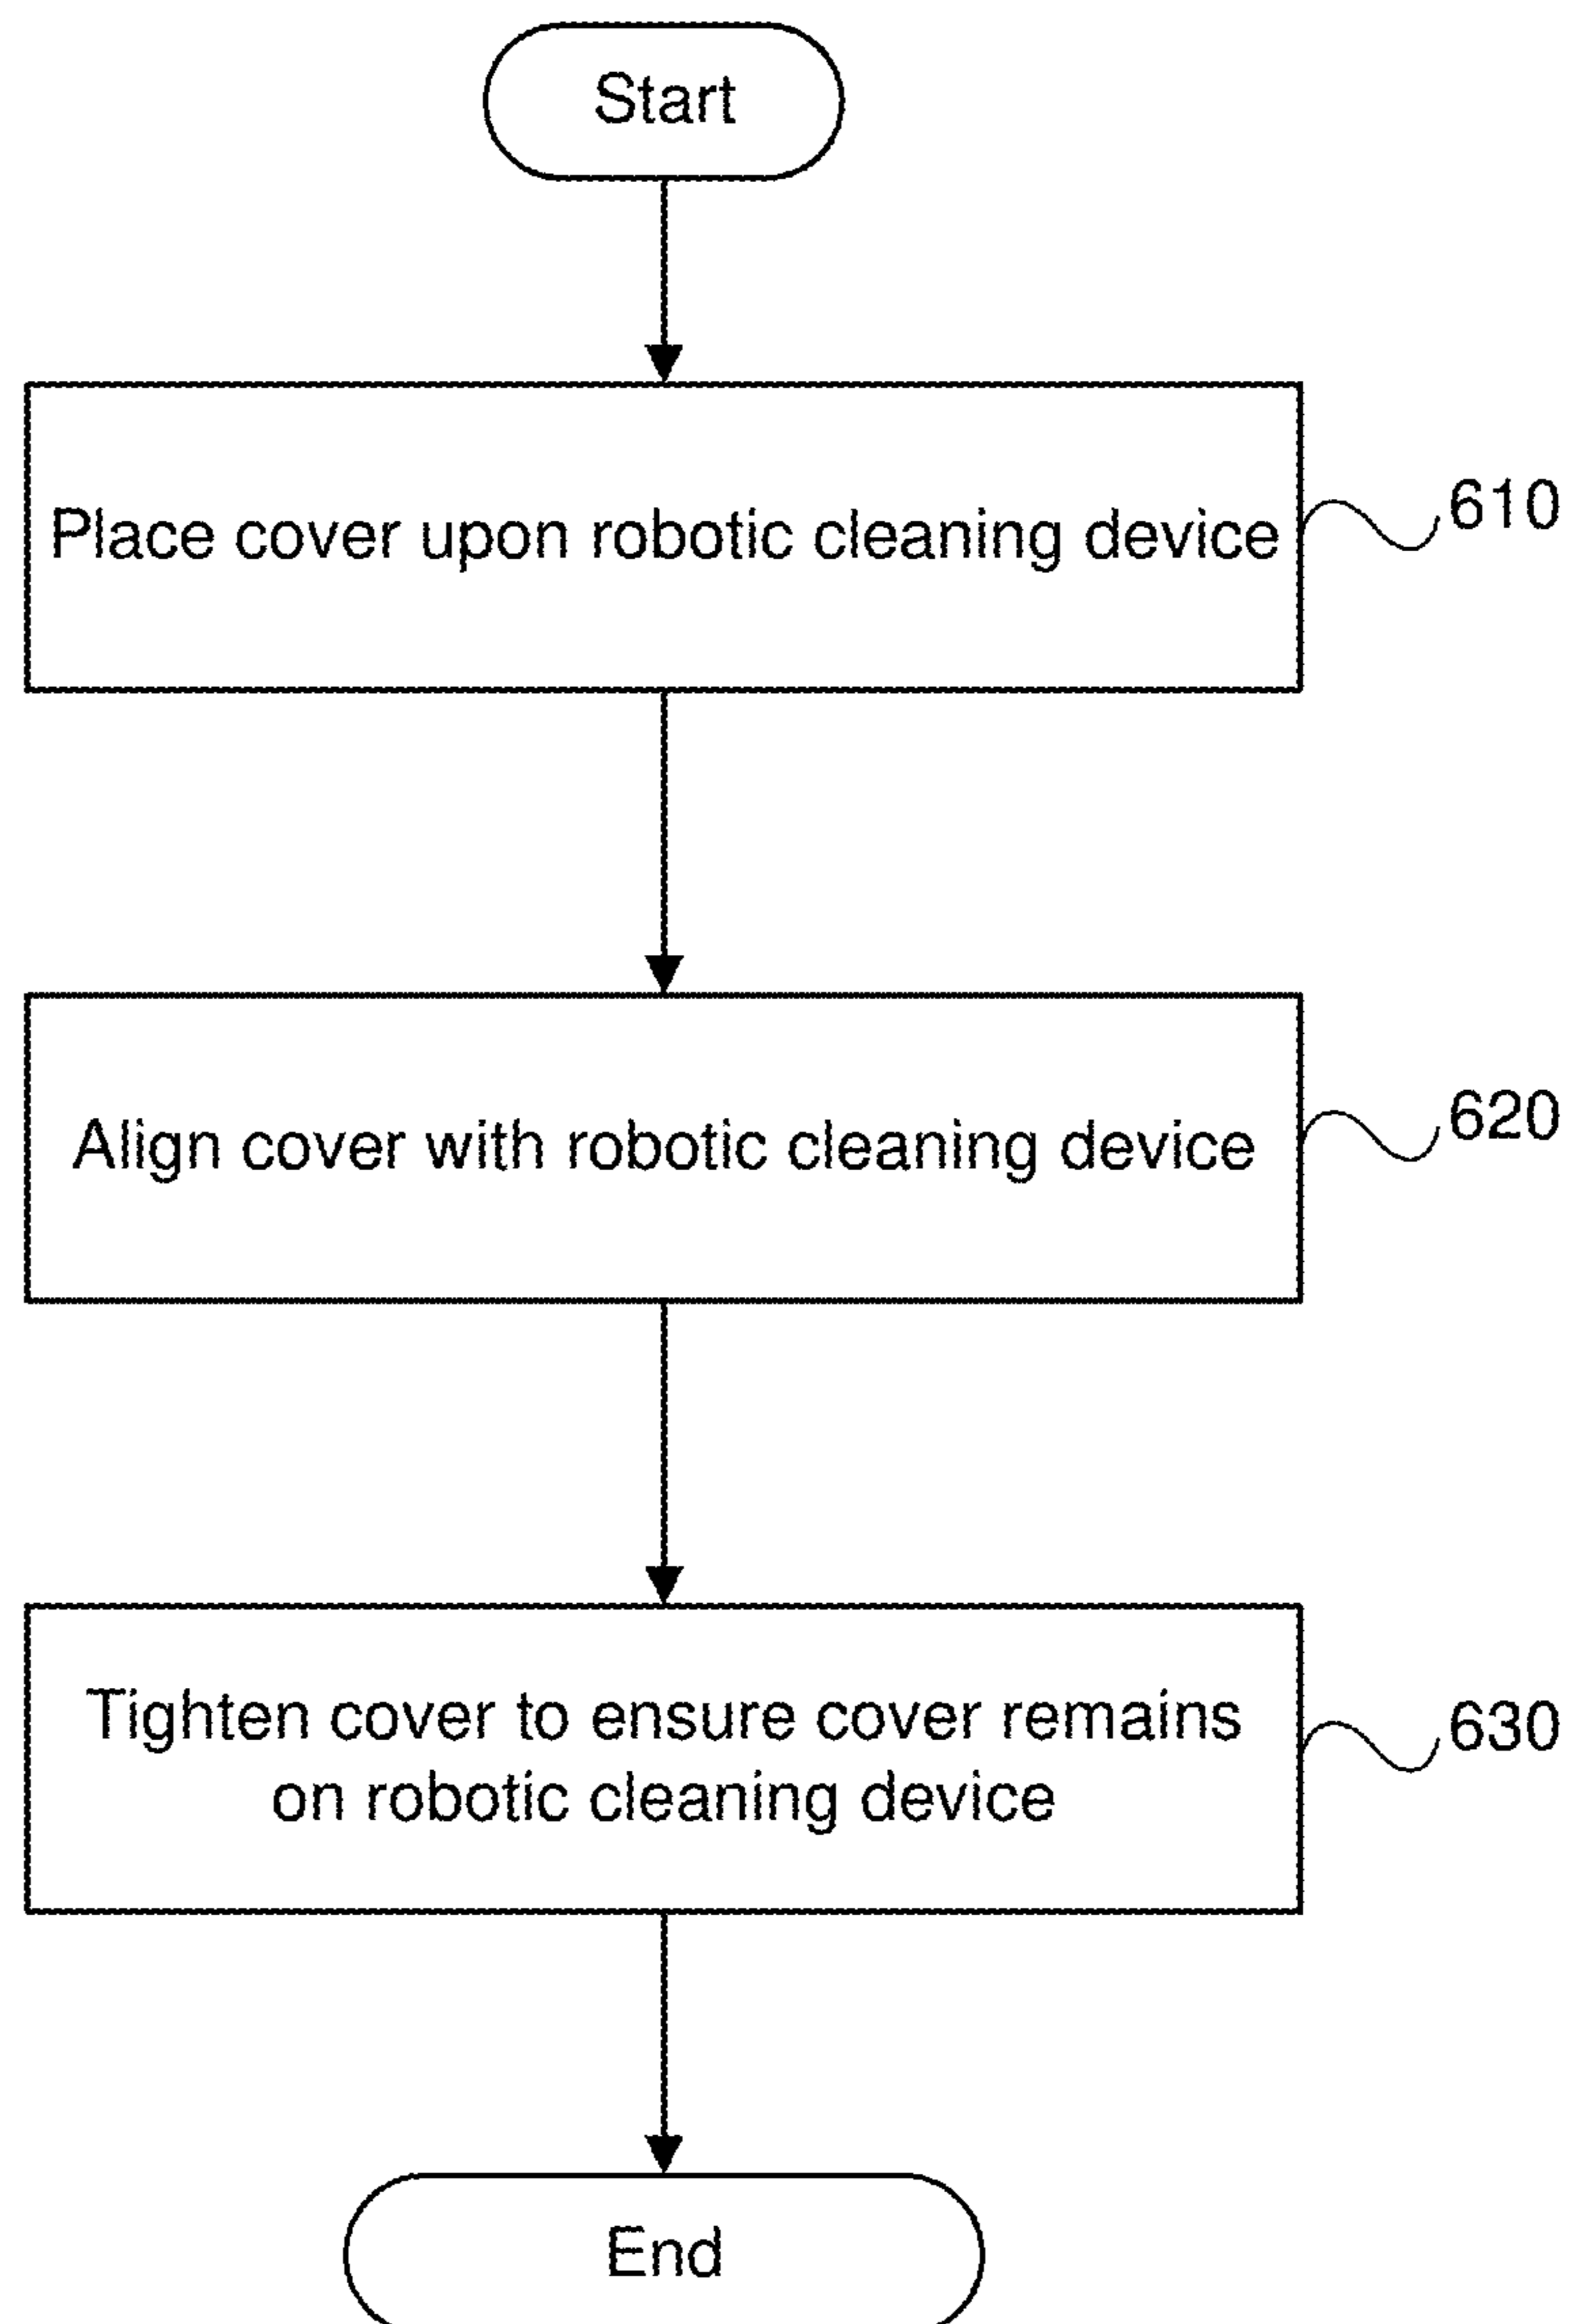 Start
Place cover upon robotic cleaning device
610
Align cover with robotic cleaning device
620
Tighten cover to ensure cover remains
on robotic cleaning device
630
End